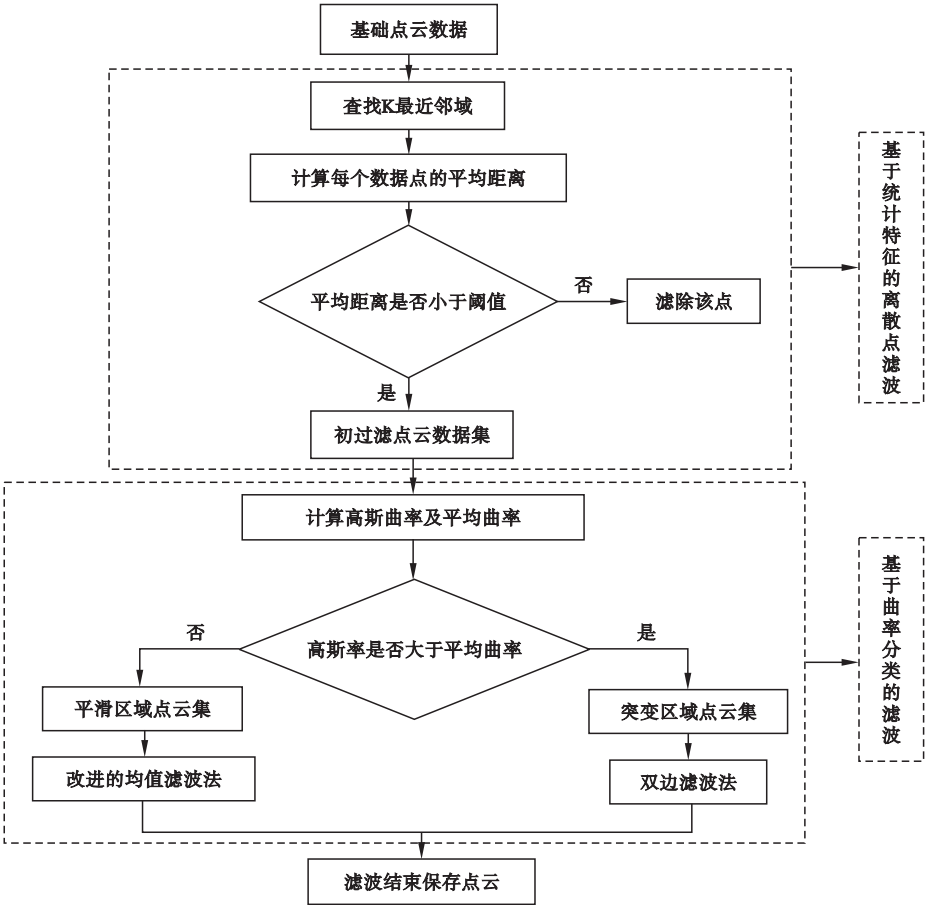 基础点云数据
查找K最近邻域
计算每个数据点的平均距离
平均距离是否小于阈值
否
滤除该点
是
初过滤点云数据集
基于统计特征的离散点滤波
计算高斯曲率及平均曲率
高斯率是否大于平均曲率
否
是
平滑区域点云集
突变区域点云集
改进的均值滤波法
双边滤波法
基于曲率分类的滤波
滤波结束保存点云